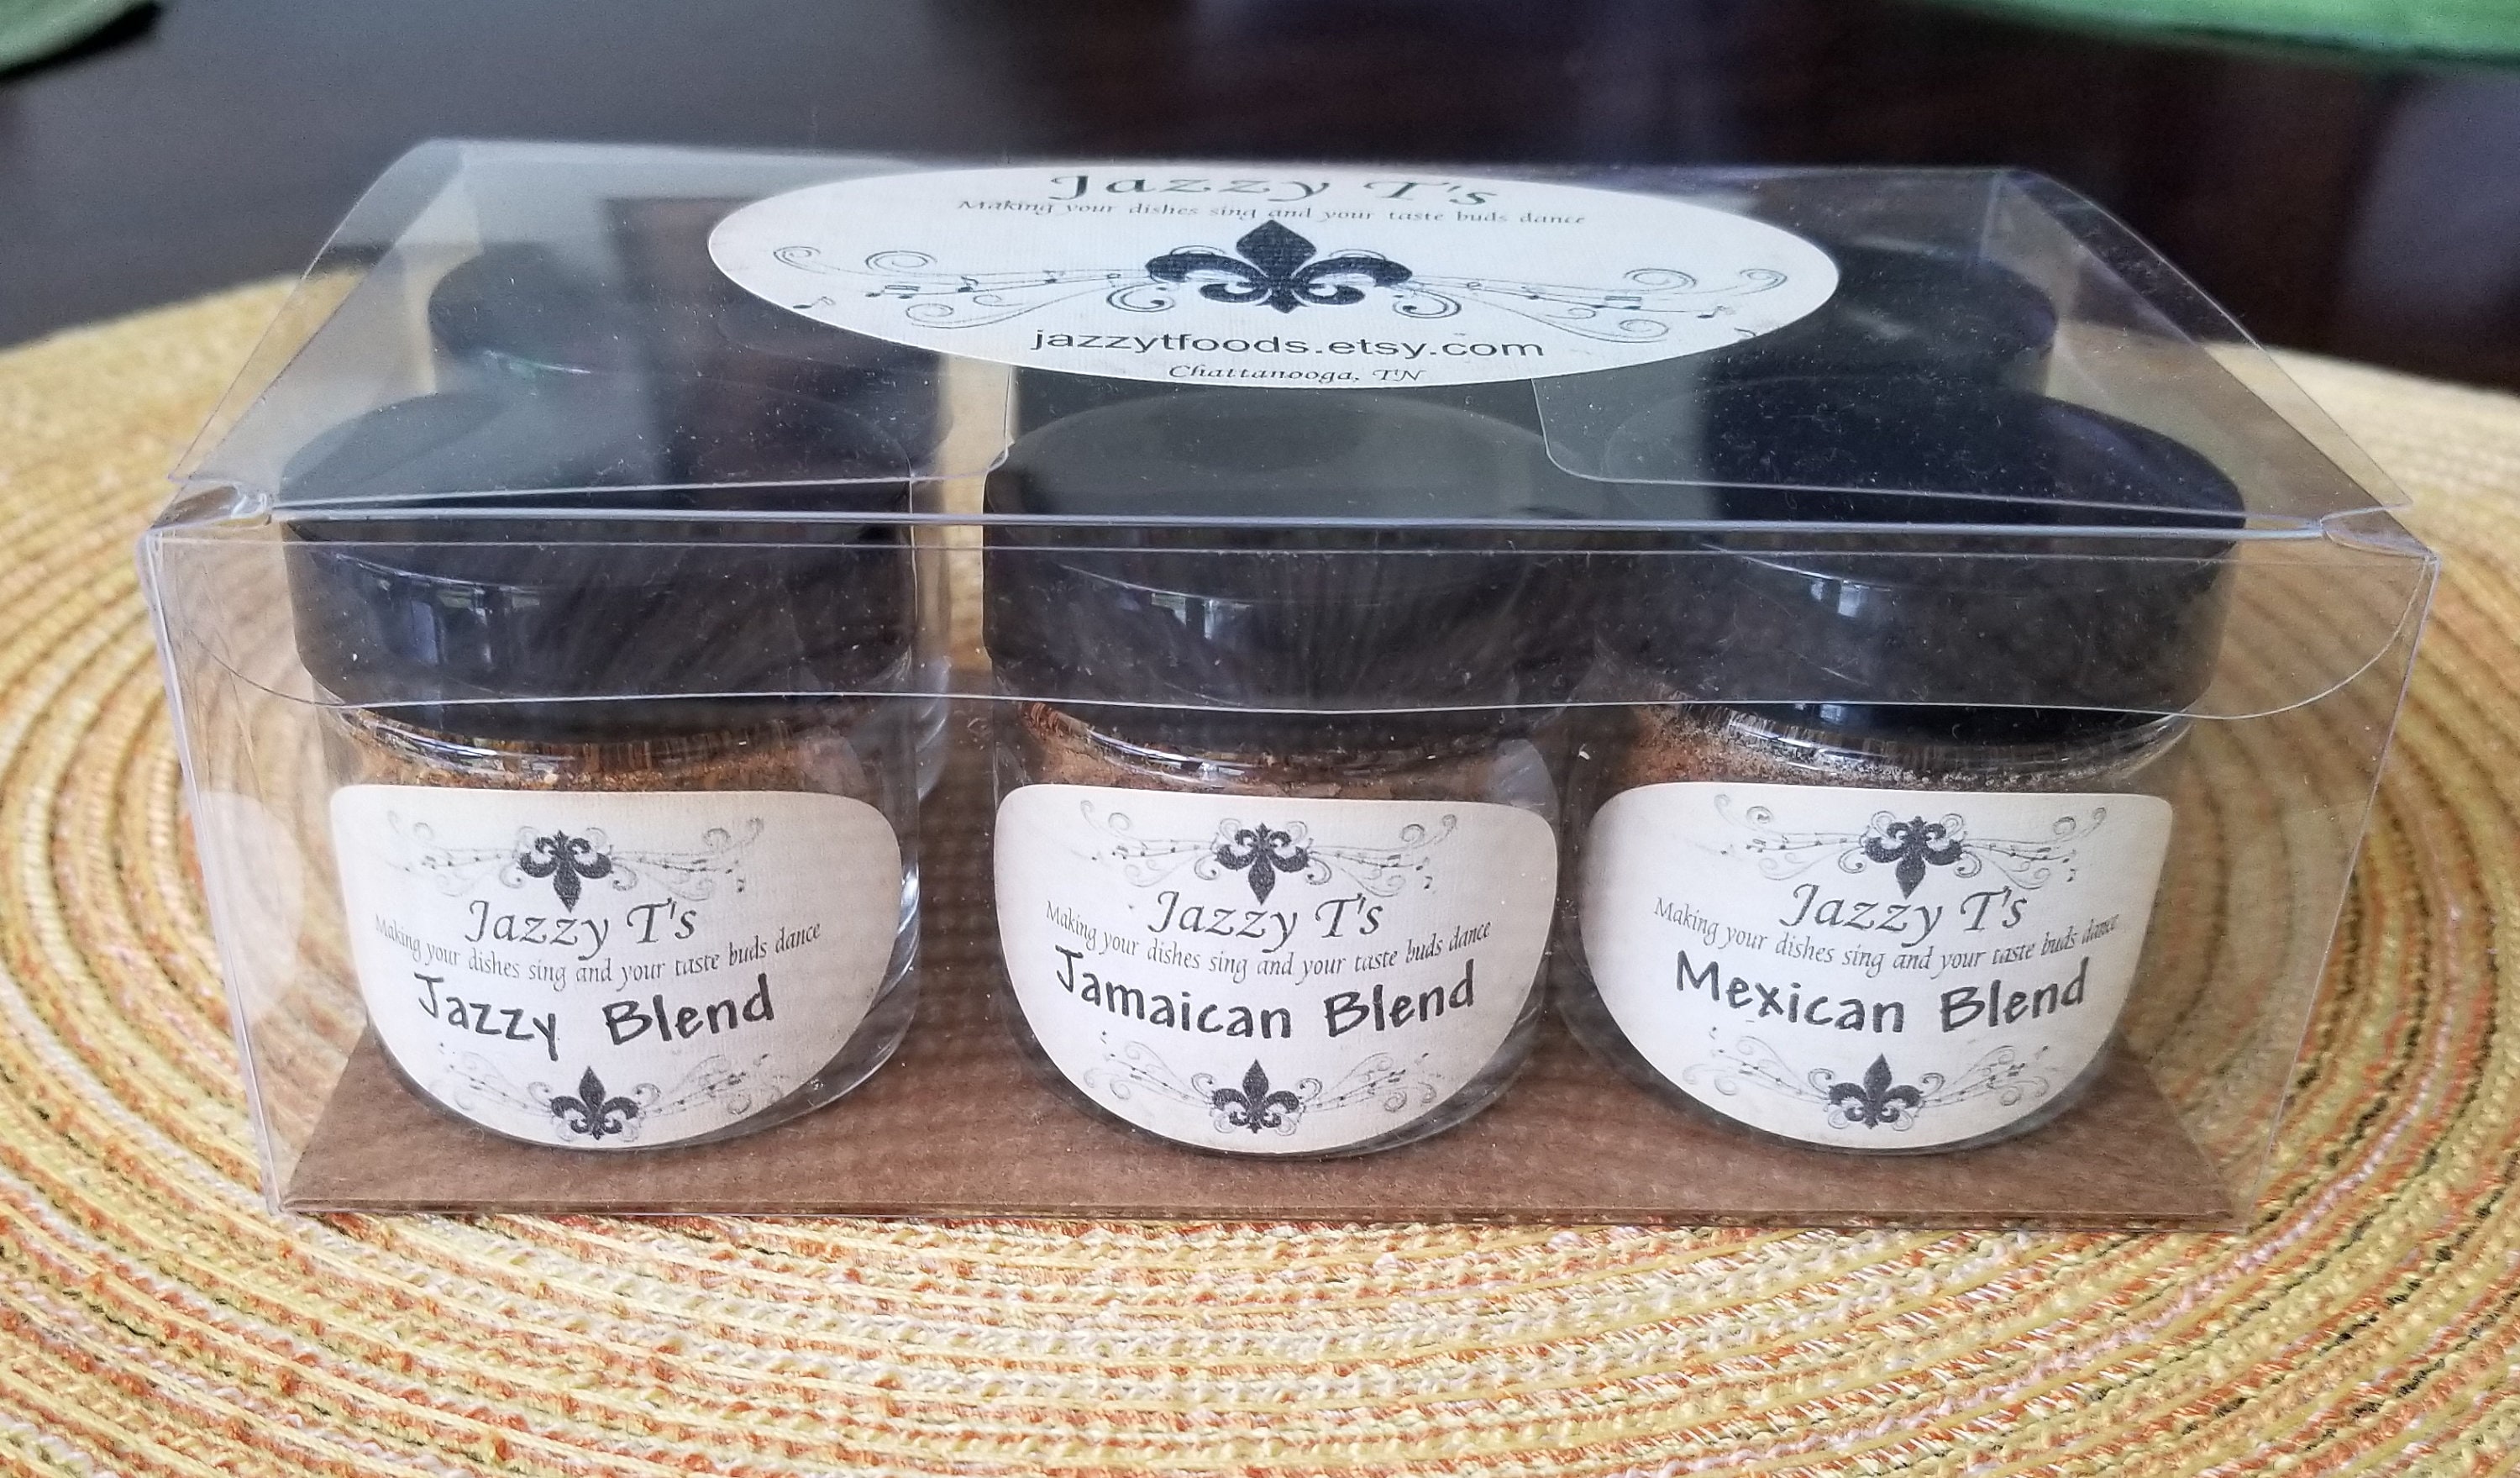 Jazzy T's
Making your dishes sing and your taste buds dance
jazzytfoods.etsy.com
Chattanooga, TN
Jazzy T's
Making your dishes sing and your taste buds dance
Jazzy Blend
Jazzy T's
Making your dishes sing and your taste buds dance
Jamaican Blend
Jazzy T's
Making your dishes sing and your taste buds dance
Mexican Blend